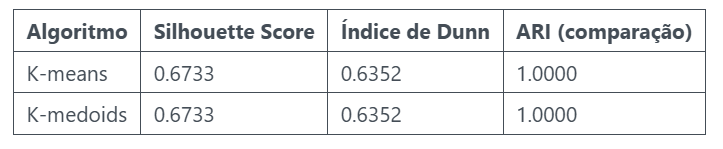 Algoritmo Silhouette Score Índice de Dunn ARI (comparação)
K-means 0.6733 0.6352 1.0000
K-medoids 0.6733 0.6352 1.0000